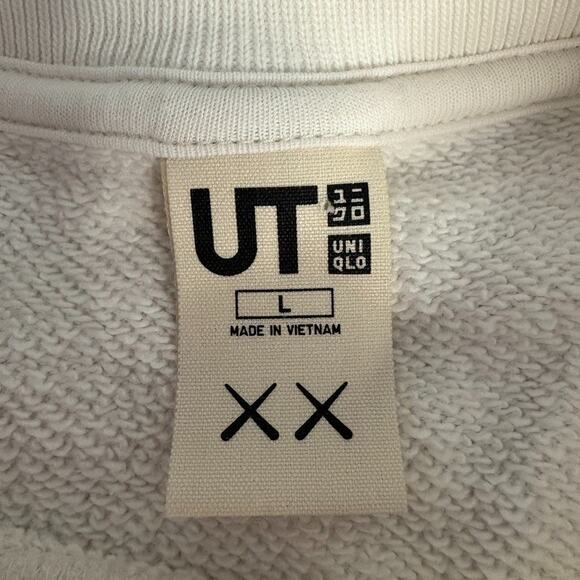 UT
ユニ
クロ
UNI
QLO
L
MADE IN VIETNAM
XX